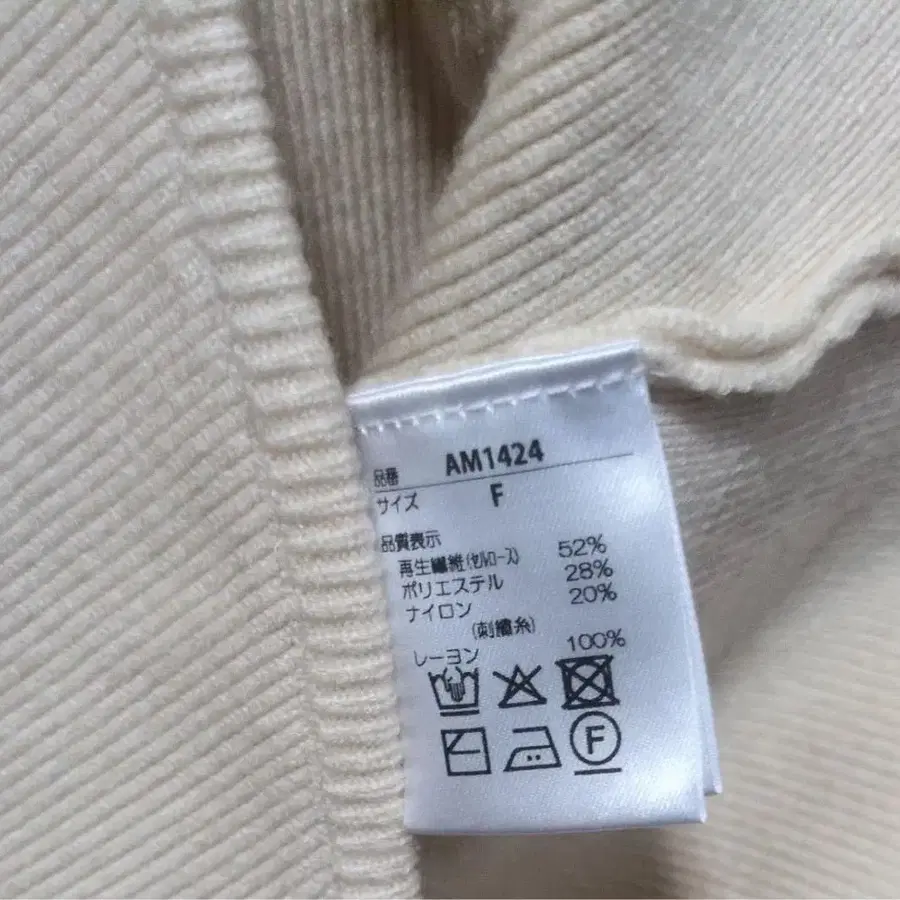 品番 AM1424
サイズ F
品質表示
再生繊維(セルロース) 52%
ポリエステル 28%
ナイロン 20%
(刺繍糸)
レーヨン 100%
F